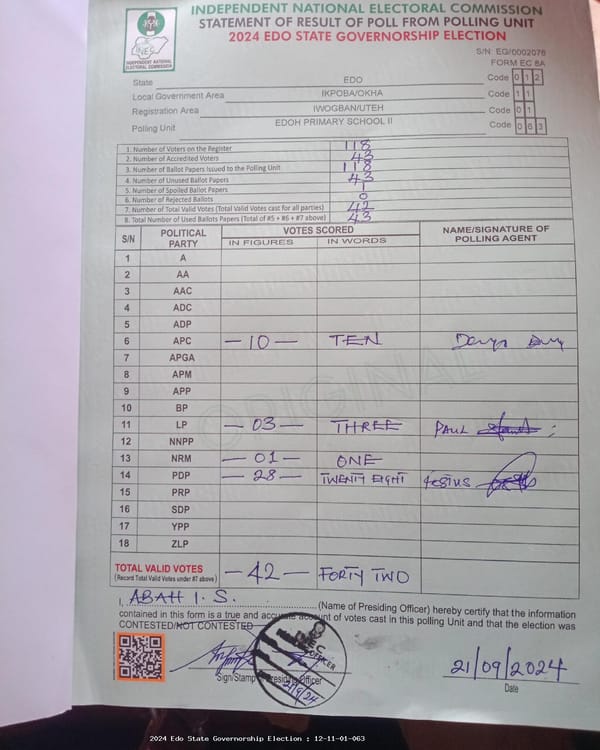 INDEPENDENT NATIONAL ELECTORAL COMMISSION
STATEMENT OF RESULT OF POLL FROM POLLING UNIT
2024 EDO STATE GOVERNORSHIP ELECTION
INEC
INDEPENDENT NATIONAL ELECTORAL COMMISSION
S/N: EG/0002076
FORM EC 8A
State EDO Code 0 1 2
Local Government Area IKPOBA/OKHA Code 1 1
Registration Area IWOGBAN/UTEH Code 0 1
Polling Unit EDOH PRIMARY SCHOOL II Code 0 6 3
1. Number of Voters on the Register 118
2. Number of Accredited Voters 43
3. Number of Ballot Papers Issued to the Polling Unit 118
4. Number of Unused Ballot Papers 43
5. Number of Spoiled Ballot Papers 1
6. Number of Rejected Ballots 0
7. Number of Total Valid Votes (Total Valid Votes cast for all parties) 42
8. Total Number of Used Ballots Papers (Total of #5 + #6 + #7 above) 43
S/N POLITICAL PARTY VOTES SCORED NAME/SIGNATURE OF POLLING AGENT
IN FIGURES IN WORDS
1 A
2 AA
3 AAC
4 ADC
5 ADP
6 APC -10- TEN
7 APGA
8 APM
9 APP
10 BP
11 LP -03- THREE PAUL
12 NNPP
13 NRM -01- ONE
14 PDP -28- TWENTY EIGHT festus
15 PRP
16 SDP
17 YPP
18 ZLP
ORIGINAL
TOTAL VALID VOTES -42- FORTY TWO
(Record Total Valid Votes under #7 above)
I, ABAH I. S. (Name of Presiding Officer) hereby certify that the information
contained in this form is a true and accurate account of votes cast in this polling Unit and that the election was
CONTESTED/NOT CONTESTED
Sign/Stamp Presiding Officer
INEC
21/9/24
21/09/2024
Date
2024 Edo State Governorship Election : 12-11-01-063